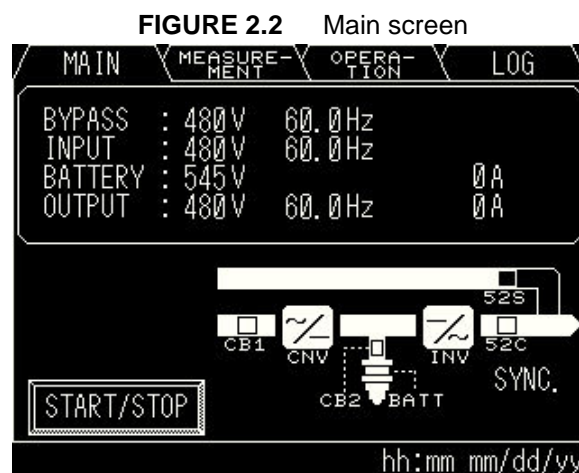 FIGURE 2.2 Main screen
MAIN MEASURE-MENT OPERA-TION LOG
BYPASS : 480V 60.0Hz
INPUT : 480V 60.0Hz
BATTERY : 545V 0A
OUTPUT : 480V 60.0Hz 0A
52S
CB1 CNV INV 52C
CB2 BATT SYNC.
START/STOP
hh:mm mm/dd/yy